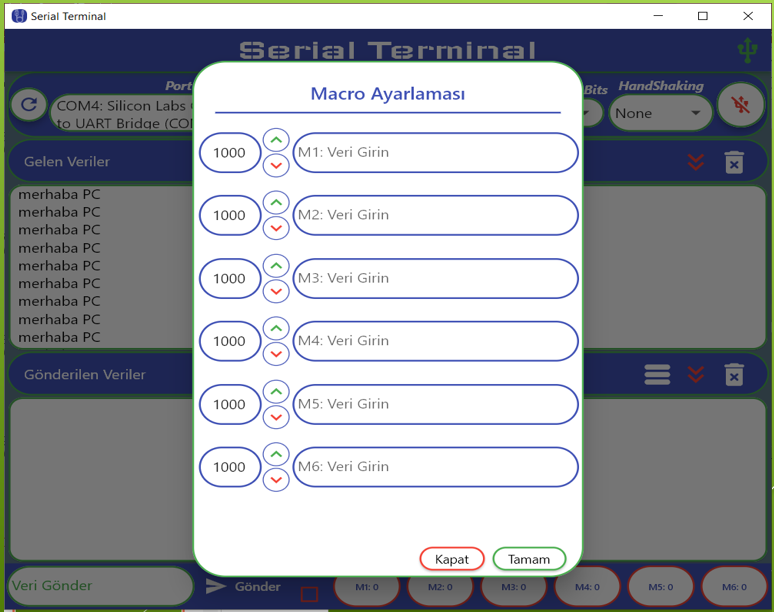 Serial Terminal
Serial Terminal
Port
Bits
HandShaking
COM4: Silicon Labs
to UART Bridge (CO
None
Macro Ayarlaması
Gelen Veriler
1000
M1: Veri Girin
merhaba PC
merhaba PC
1000
M2: Veri Girin
merhaba PC
merhaba PC
merhaba PC
1000
M3: Veri Girin
merhaba PC
merhaba PC
merhaba PC
merhaba PC
1000
M4: Veri Girin
Gönderilen Veriler
1000
M5: Veri Girin
1000
M6: Veri Girin
Kapat
Tamam
Veri Gönder
Gönder
M1: 0
M2: 0
M3: 0
M4: 0
M5: 0
M6: 0